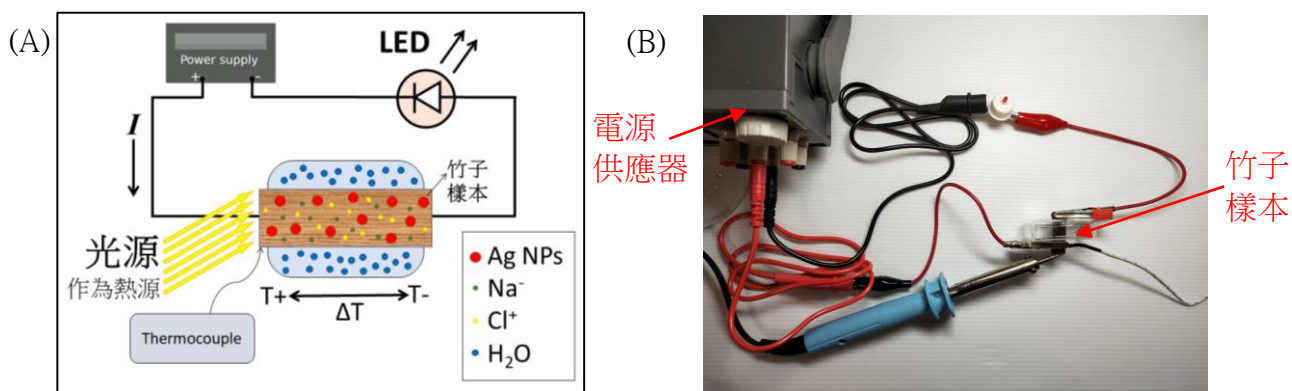 (A)
Power supply
+ -
LED
I
竹子
樣本
光源
作為熱源
T+ T-
ΔT
Thermocouple
Ag NPs
Na⁻
Cl⁺
H₂O
(B)
電源
供應器
竹子
樣本